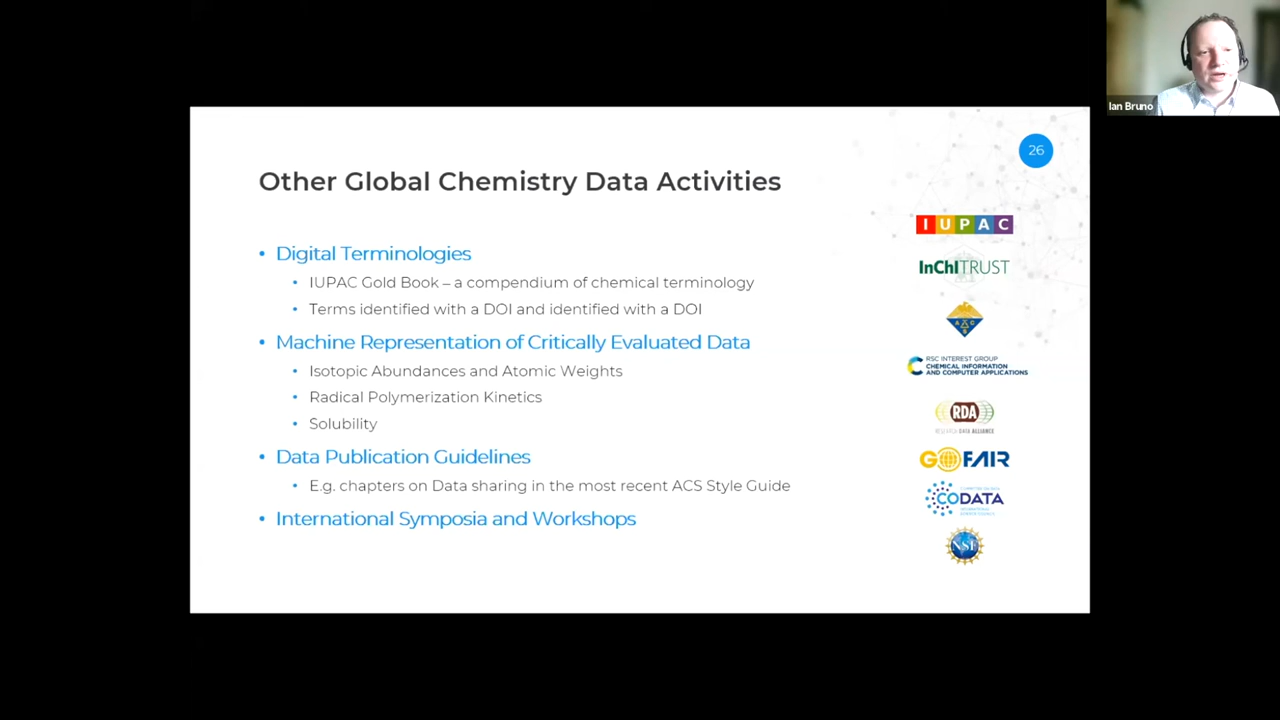 Ian Bruno
26
Other Global Chemistry Data Activities
• Digital Terminologies
• IUPAC Gold Book – a compendium of chemical terminology
• Terms identified with a DOI and identified with a DOI
• Machine Representation of Critically Evaluated Data
• Isotopic Abundances and Atomic Weights
• Radical Polymerization Kinetics
• Solubility
• Data Publication Guidelines
• E.g. chapters on Data sharing in the most recent ACS Style Guide
• International Symposia and Workshops
IUPAC
InChI TRUST
ACS
RSC INTEREST GROUP
CHEMICAL INFORMATION
AND COMPUTER APPLICATIONS
RDA
RESEARCH DATA ALLIANCE
GO FAIR
CODATA
NSF